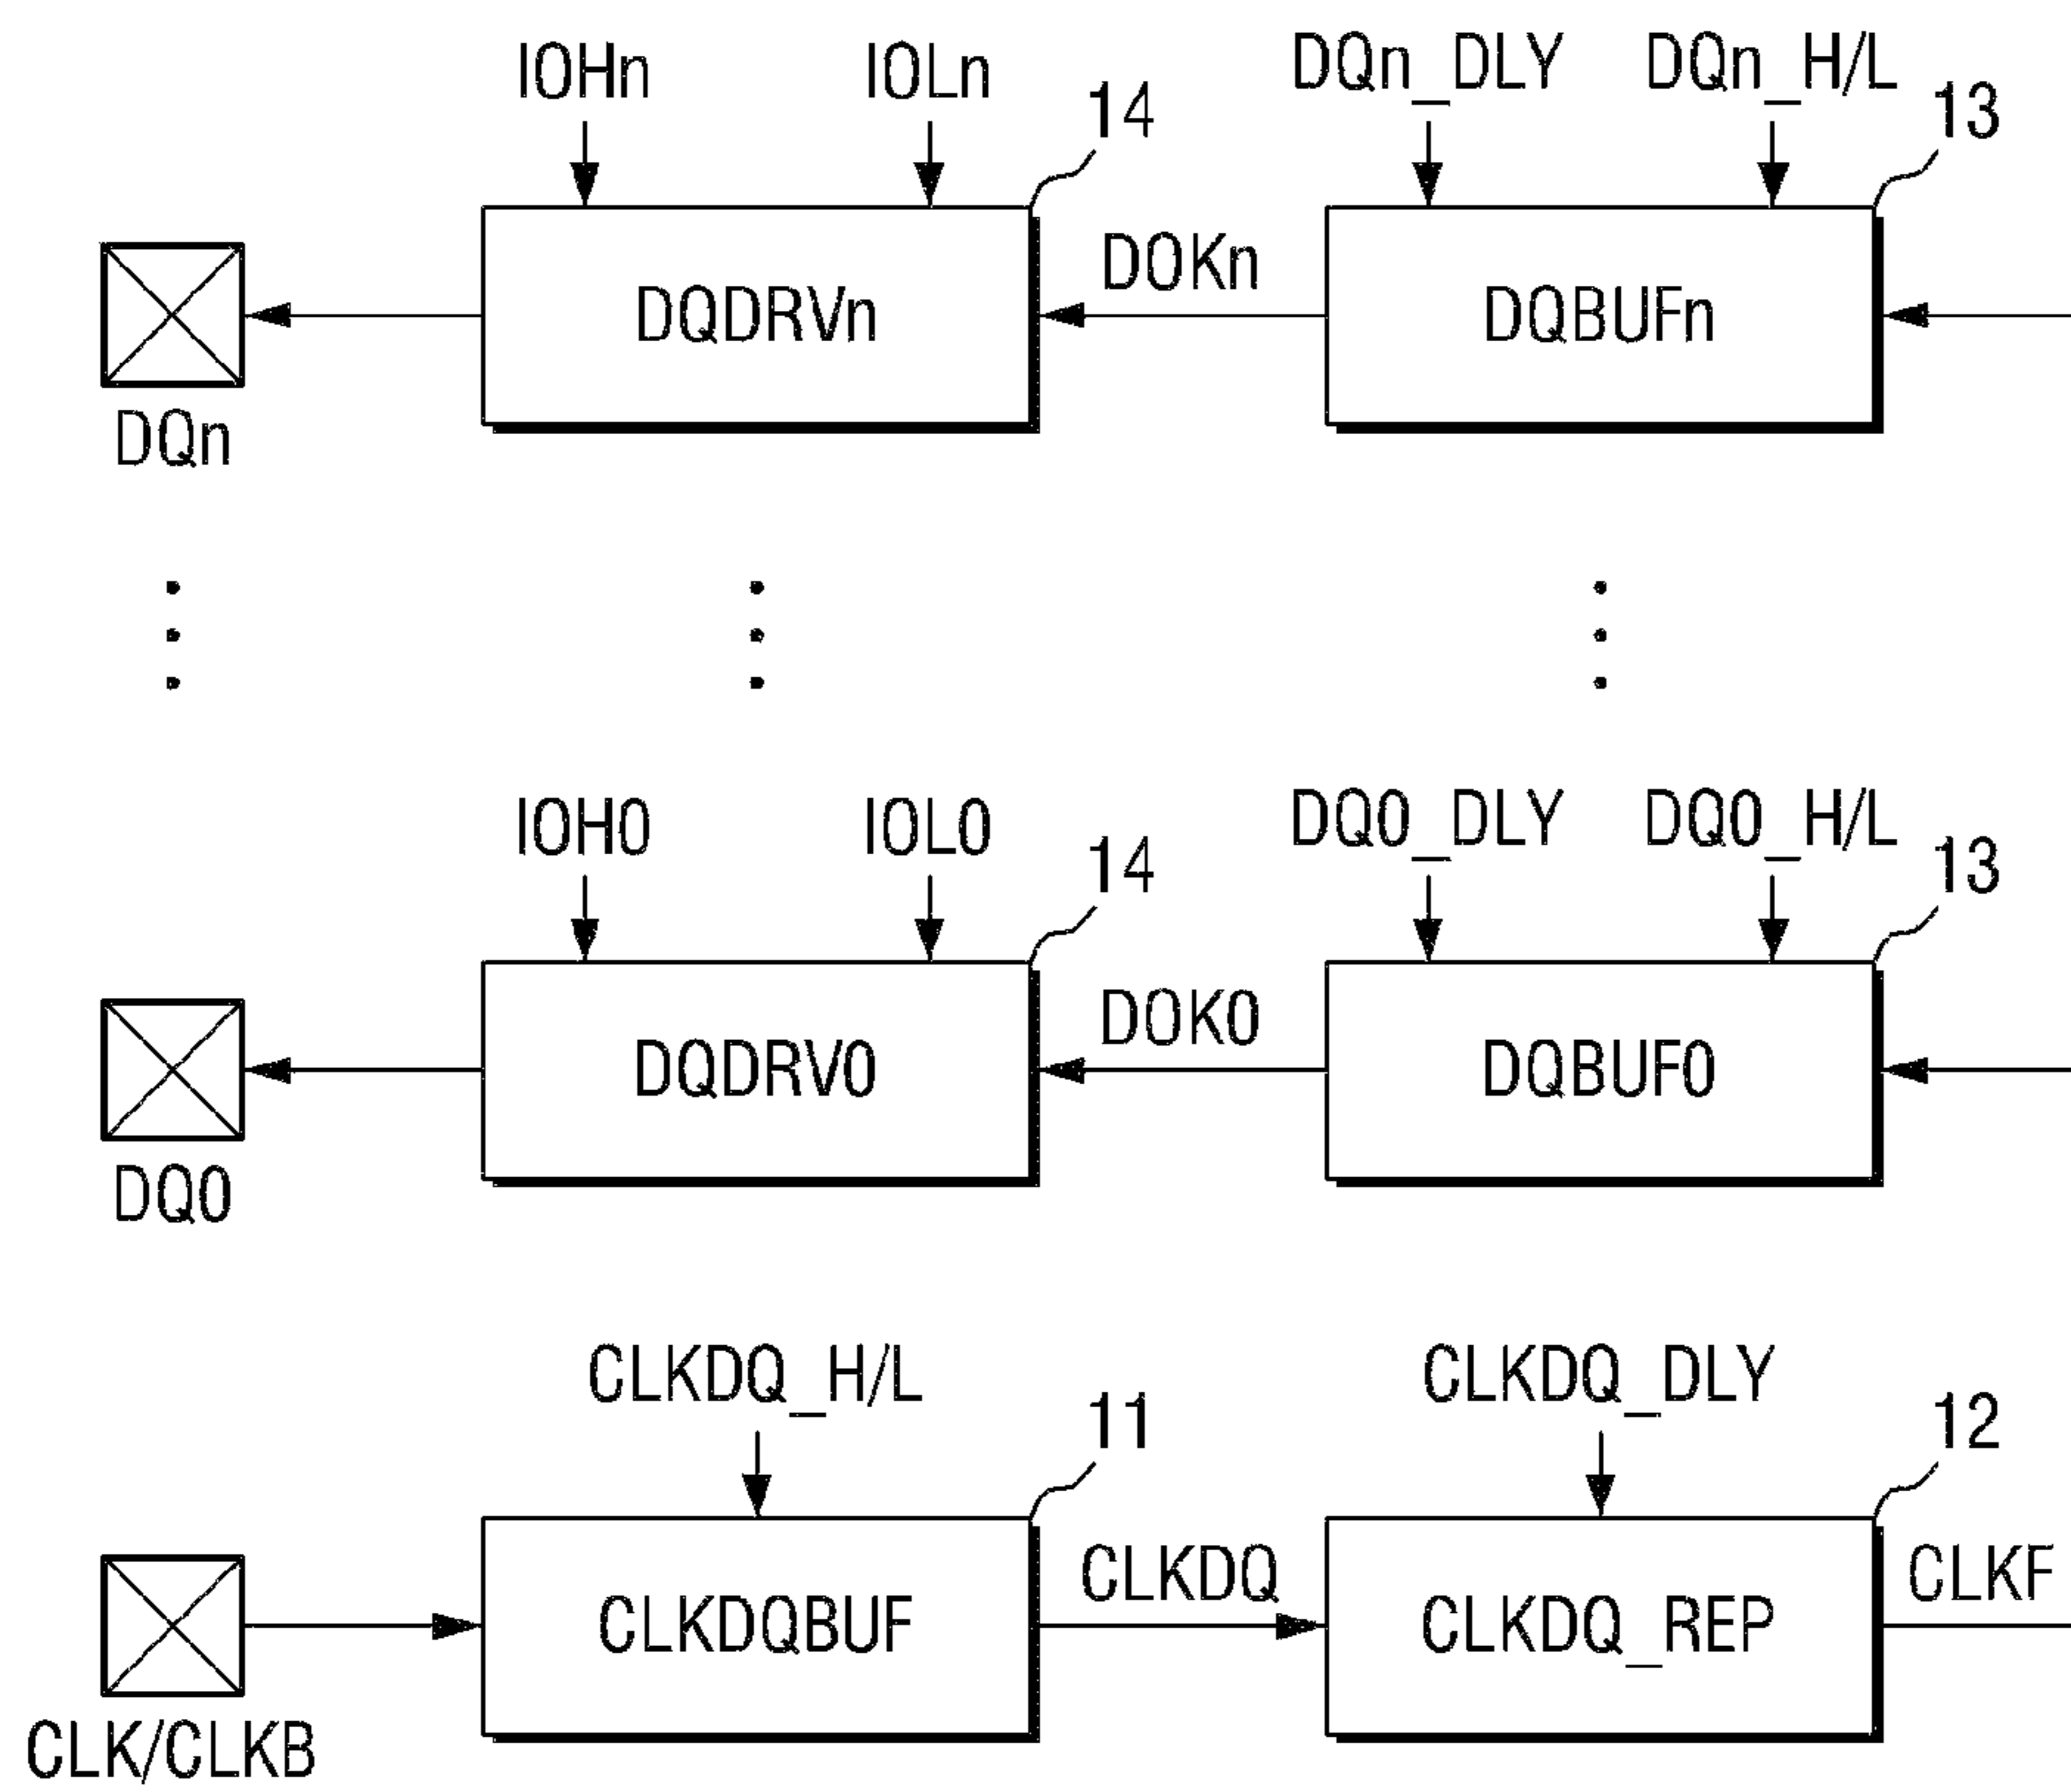 IOHn IOLn DQn_DLY DQn_H/L
14 13
DOKn
DQDRVn DQBUFn
DQn
IOH0 IOL0 DQ0_DLY DQ0_H/L
14 13
DOK0
DQDRV0 DQBUF0
DQ0
CLKDQ_H/L CLKDQ_DLY
11 12
CLKDQ CLKF
CLKDQBUF CLKDQ_REP
CLK/CLKB